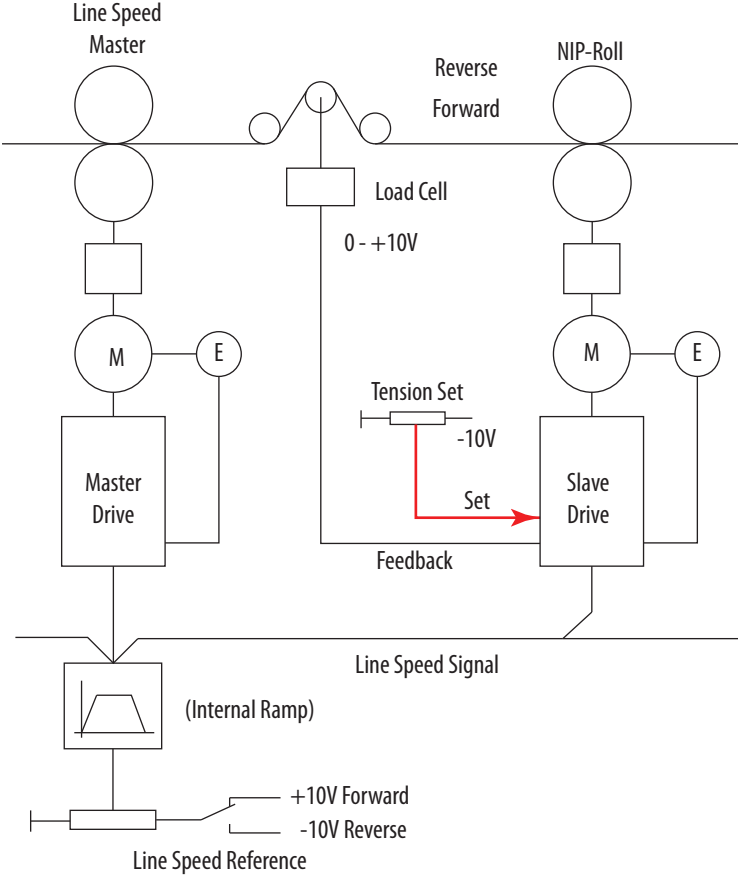 Line Speed
Master
NIP-Roll
Reverse
Forward
Load Cell
0 - +10V
M
E
M
E
Tension Set
-10V
Master
Drive
Set
Slave
Drive
Feedback
Line Speed Signal
(Internal Ramp)
+10V Forward
-10V Reverse
Line Speed Reference